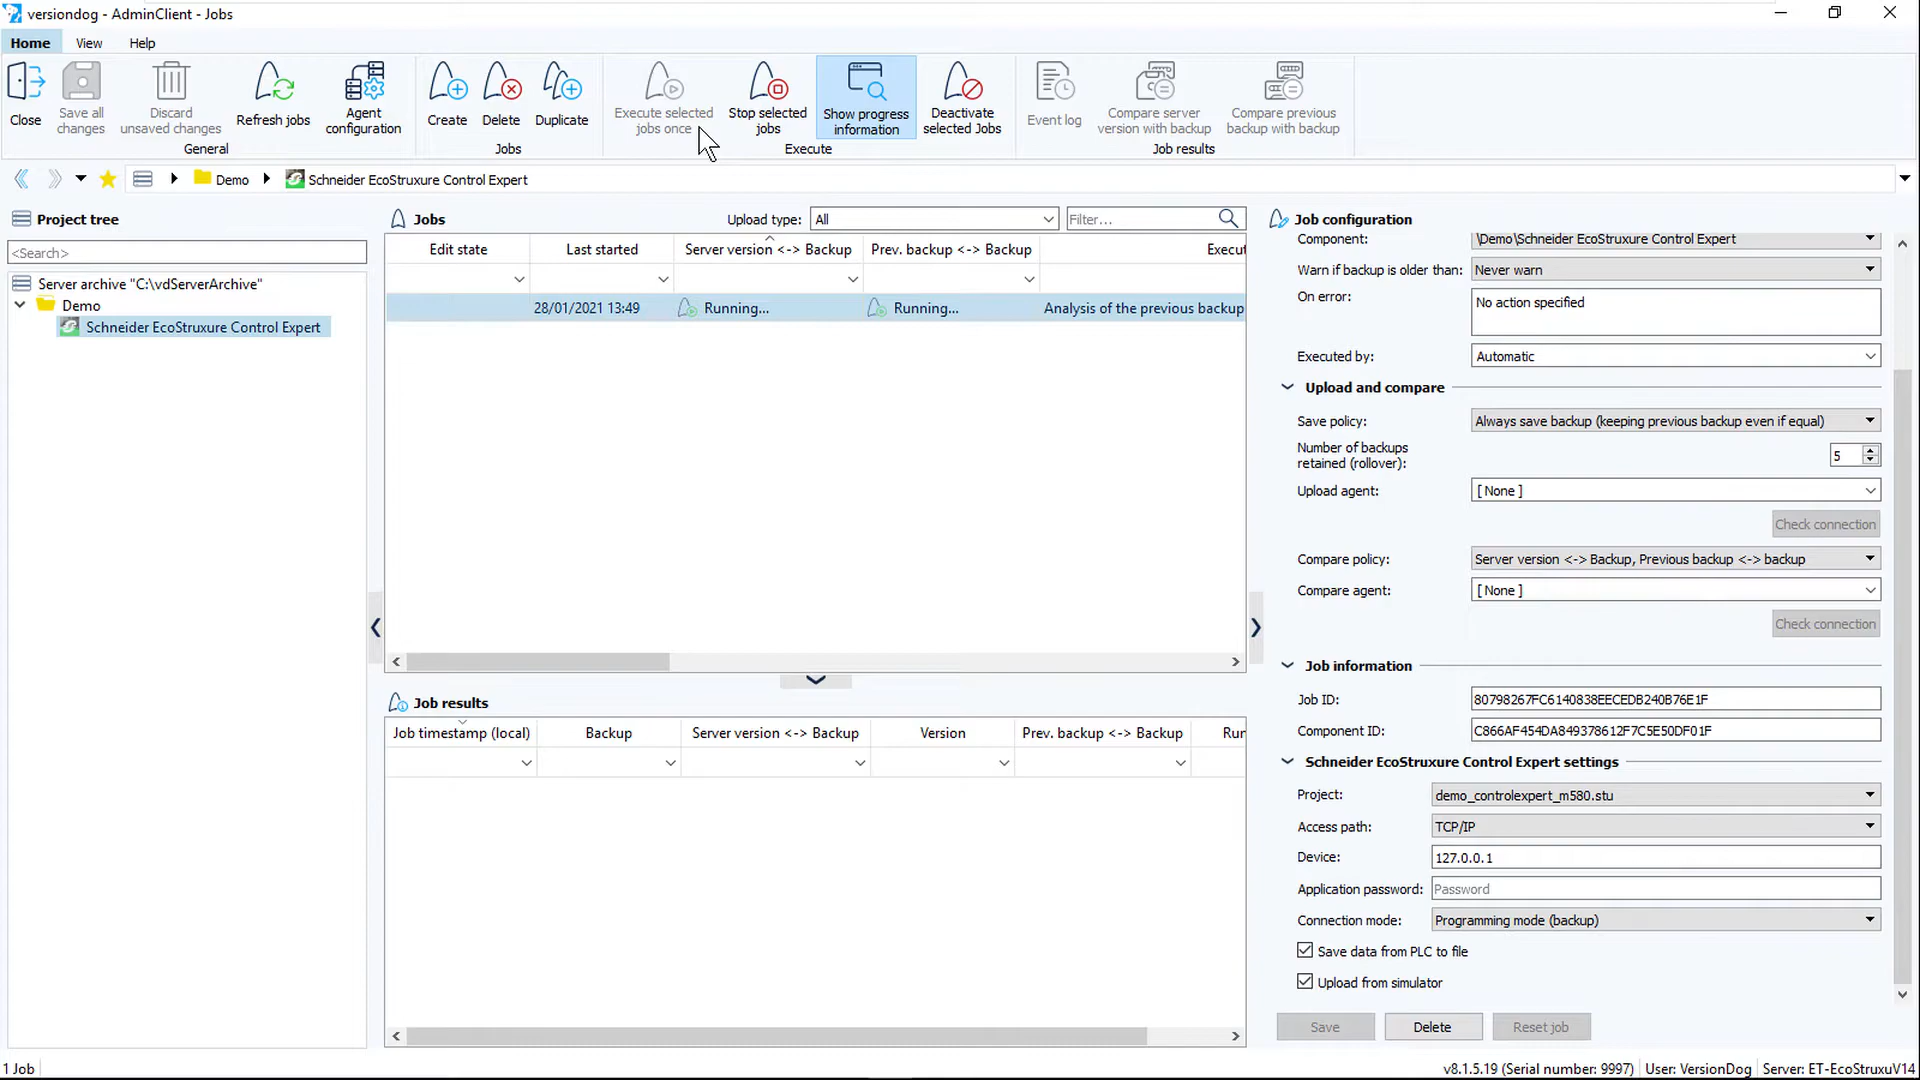 versiondog - AdminClient - Jobs
Home View Help
Close
Save all changes
Discard unsaved changes
Refresh jobs
Agent configuration
General
Create
Delete
Duplicate
Jobs
Execute selected jobs once
Stop selected jobs
Show progress information
Deactivate selected Jobs
Execute
Event log
Compare server version with backup
Compare previous backup with backup
Job results
Demo Schneider EcoStruxure Control Expert
Project tree
<Search>
Server archive "C:\vdServerArchive"
Demo
Schneider EcoStruxure Control Expert
Jobs
Upload type: All Filter...
Edit state Last started Server version <-> Backup Prev. backup <-> Backup Execut
28/01/2021 13:49 Running... Running... Analysis of the previous backup
Job results
Job timestamp (local) Backup Server version <-> Backup Version Prev. backup <-> Backup Run
Job configuration
Component: \Demo\Schneider EcoStruxure Control Expert
Warn if backup is older than: Never warn
On error: No action specified
Executed by: Automatic
Upload and compare
Save policy: Always save backup (keeping previous backup even if equal)
Number of backups
retained (rollover): 5
Upload agent: [ None ]
Check connection
Compare policy: Server version <-> Backup, Previous backup <-> backup
Compare agent: [ None ]
Check connection
Job information
Job ID: 80798267FC6140838EECEDB240B76E1F
Component ID: C866AF454DA849378612F7C5E50DF01F
Schneider EcoStruxure Control Expert settings
Project: demo_controlexpert_m580.stu
Access path: TCP/IP
Device: 127.0.0.1
Application password: Password
Connection mode: Programming mode (backup)
Save data from PLC to file
Upload from simulator
Save Delete Reset job
1 Job
v8.1.5.19 (Serial number: 9997) User: VersionDog Server: ET-EcoStruxuV14